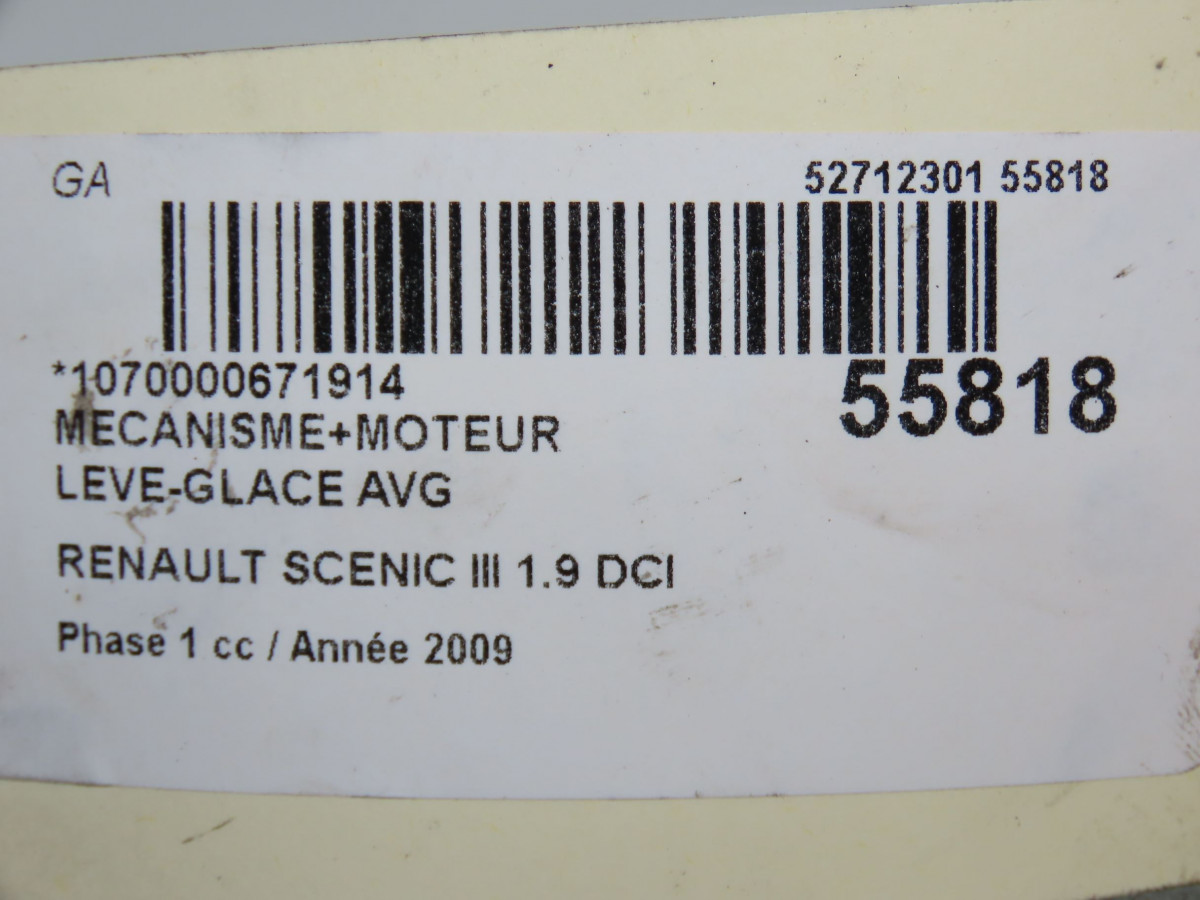 GA 52712301 55818
*1070000671914 55818
MECANISME+MOTEUR
LEVE-GLACE AVG
RENAULT SCENIC III 1.9 DCI
Phase 1 cc / Année 2009